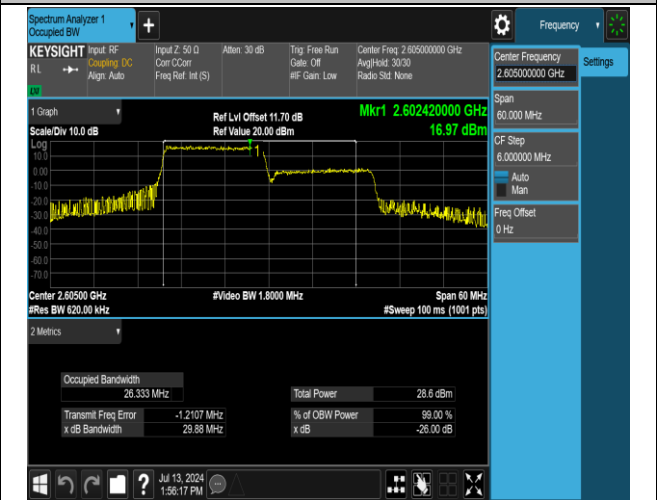 Spectrum Analyzer 1
Occupied BW
+
Frequency
KEYSIGHT
RL
Input: RF
Coupling: DC
Align: Auto
Input Z: 50 Ω
Corr CCorr
Freq Ref: Int (S)
Atten: 30 dB
Trig: Free Run
Gate: Off
#IF Gain: Low
Center Freq: 2.605000000 GHz
Avg|Hold: 30/30
Radio Std: None
Center Frequency
2.605000000 GHz
Settings
Span
60.000 MHz
CF Step
6.000000 MHz
Auto
Man
Freq Offset
0 Hz
1 Graph
Scale/Div 10.0 dB
Ref Lvl Offset 11.70 dB
Ref Value 20.00 dBm
Mkr1 2.602420000 GHz
16.97 dBm
Log
10.0
0.00
-10.0
-20.0
-30.0
-40.0
-50.0
-60.0
-70.0
1
Center 2.60500 GHz
#Res BW 620.00 kHz
#Video BW 1.8000 MHz
Span 60 MHz
#Sweep 100 ms (1001 pts)
2 Metrics
Occupied Bandwidth
26.333 MHz
Total Power 28.6 dBm
Transmit Freq Error -1.2107 MHz
% of OBW Power 99.00 %
x dB Bandwidth 29.88 MHz
x dB -26.00 dB
?
Jul 13, 2024
1:56:17 PM